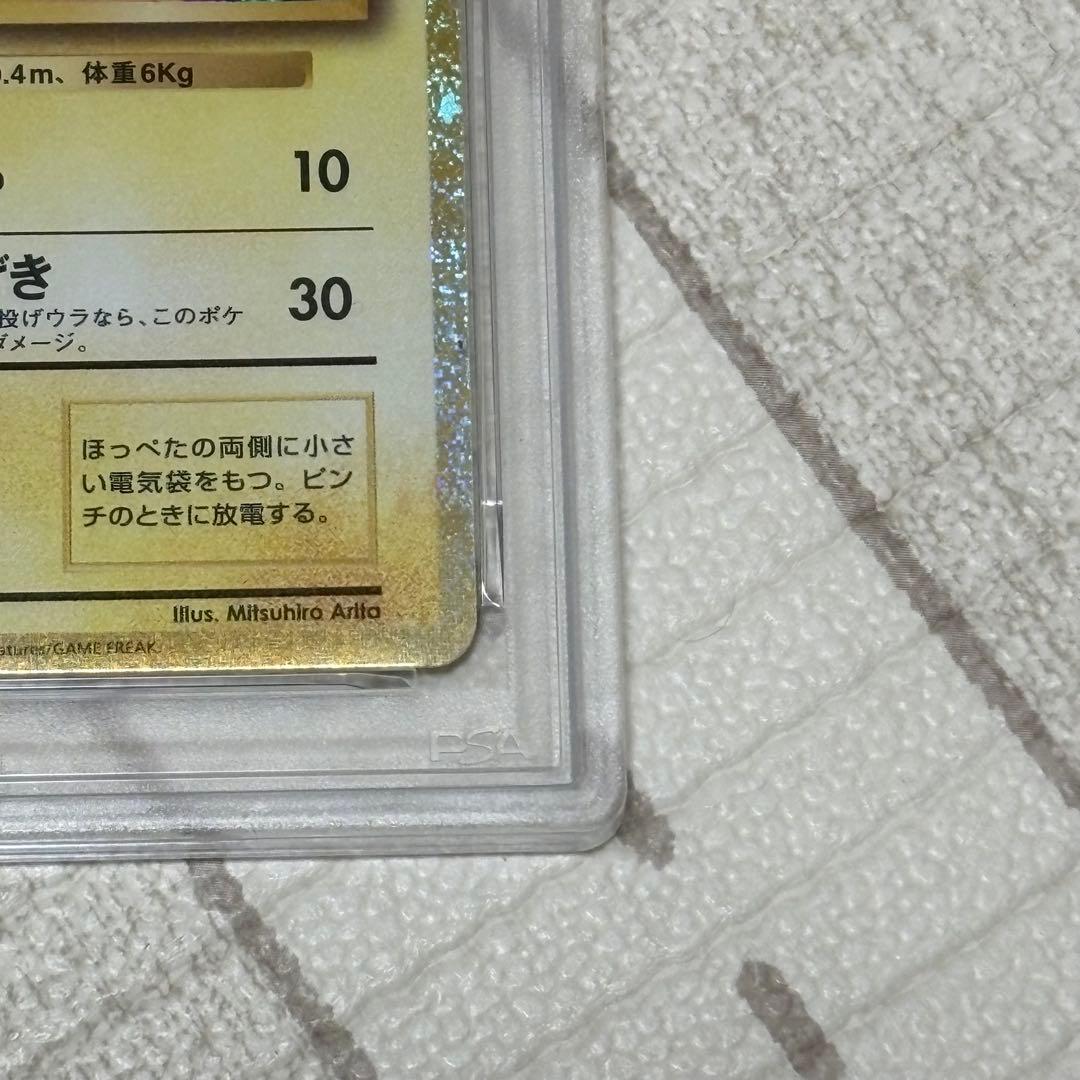 0.4m、体重6Kg
10
き 30
投げウラなら、このポケ
ダメージ。
ほっぺたの両側に小さ
い電気袋をもつ。ピン
チのときに放電する。
Illus. Mitsuhiro Arita
atures/GAME FREAK.
PSA